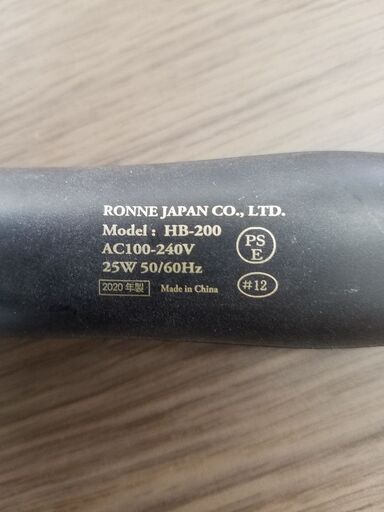 RONNE JAPAN CO., LTD.
Model : HB-200
AC100-240V
25W 50/60Hz
PS
E
2020 年製
Made in China
#12